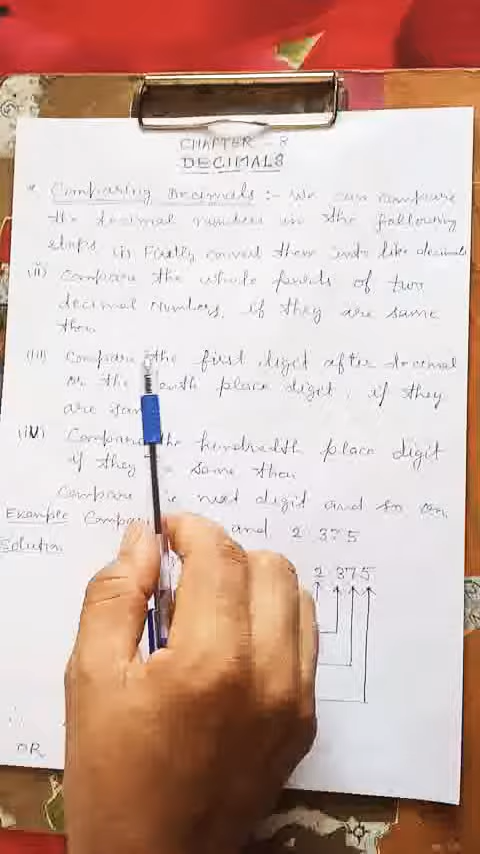 CHAPTER - 8
DECIMALS
* Comparing Decimals :- We can compare
the decimal numbers in the following
steps (i) Firstly convert them into like decimals
(ii) Compare the whole parts of two
decimal Numbers, if they are same
then
(iii) Compare the first digit after decimal
or the tenth place digit, if they
are same
(iv) Compare the hundredth place digit
if they same then
Compare next digit and so on.
Example Compare and 2.375
Solution
2.375
OR